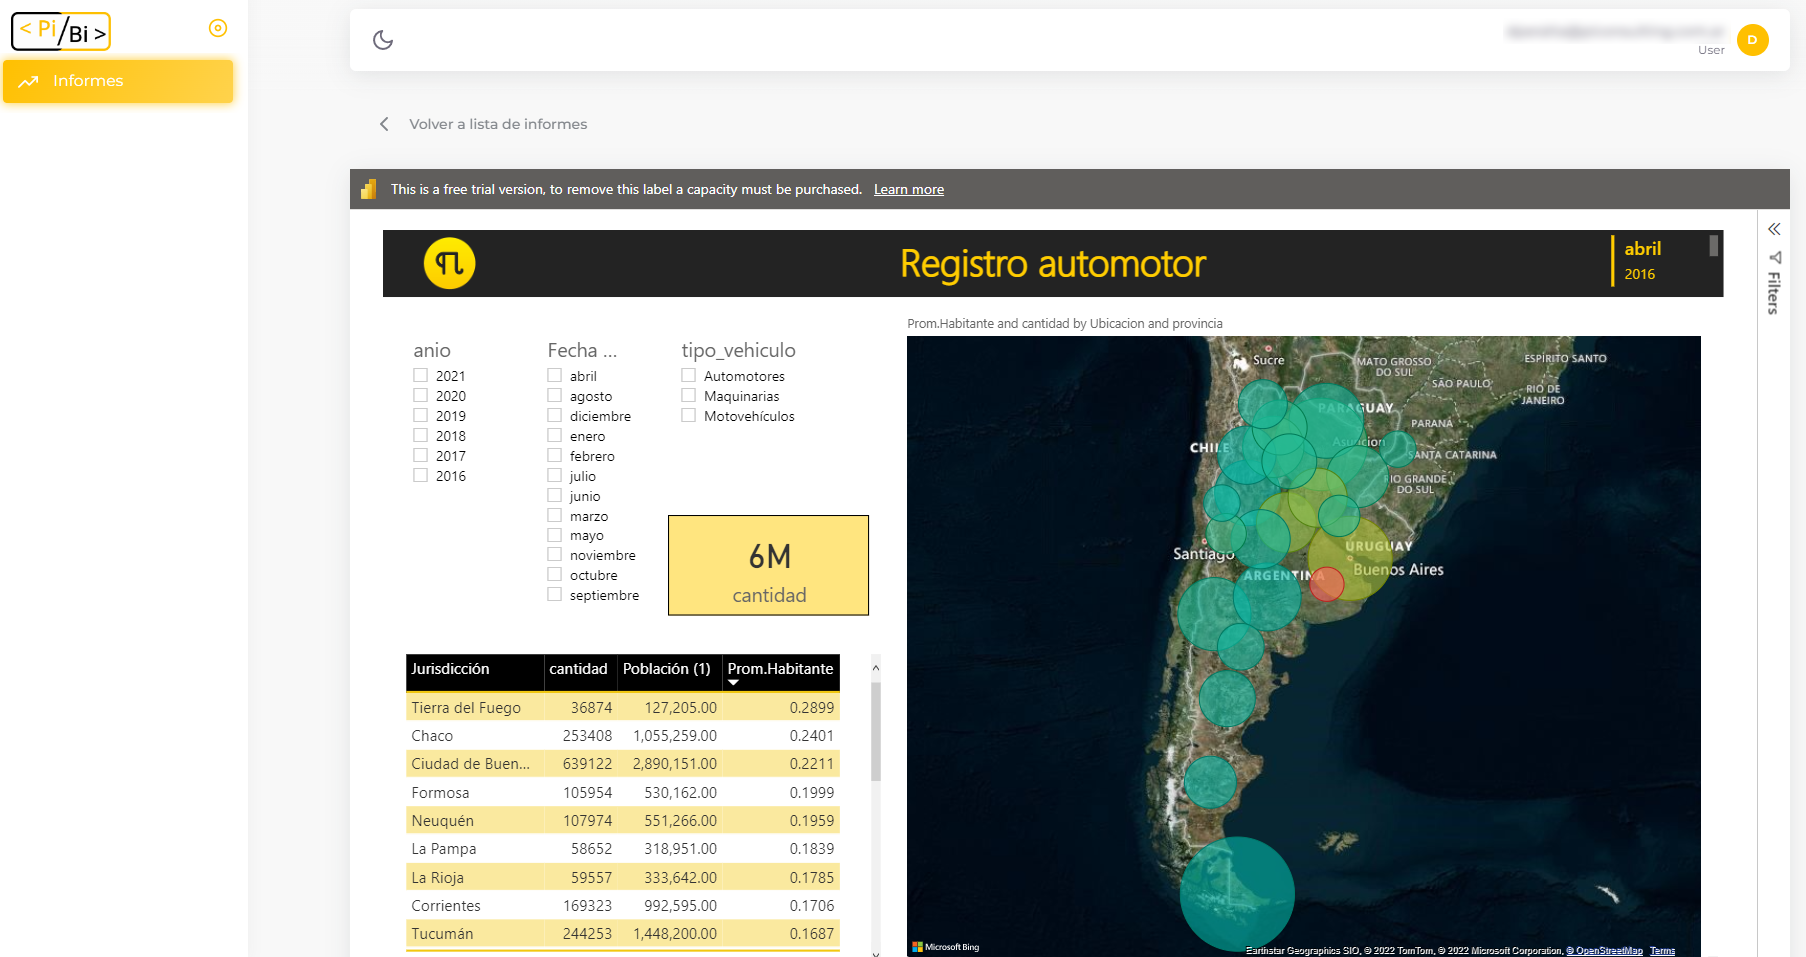 < Pi/Bi >
Informes
User
D
Volver a lista de informes
This is a free trial version, to remove this label a capacity must be purchased. Learn more
Registro automotor
abril
2016
Filters
anio
2021
2020
2019
2018
2017
2016
Fecha ...
abril
agosto
diciembre
enero
febrero
julio
junio
marzo
mayo
noviembre
octubre
septiembre
tipo_vehiculo
Automotores
Maquinarias
Motovehículos
6M
cantidad
Jurisdicción cantidad Población (1) Prom.Habitante
Tierra del Fuego 36874 127,205.00 0.2899
Chaco 253408 1,055,259.00 0.2401
Ciudad de Buen... 639122 2,890,151.00 0.2211
Formosa 105954 530,162.00 0.1999
Neuquén 107974 551,266.00 0.1959
La Pampa 58652 318,951.00 0.1839
La Rioja 59557 333,642.00 0.1785
Corrientes 169323 992,595.00 0.1706
Tucumán 244253 1,448,200.00 0.1687
Prom.Habitante and cantidad by Ubicacion and provincia
Sucre
MATO GROSSO
DO SUL
ESPÍRITO SANTO
SÃO PAULO
RIO DE
JANEIRO
PARAGUAY
PARANÁ
Asuncion
CHILE
SANTA CATARINA
RIO GRANDE
DO SUL
Santiago
URUGUAY
Buenos Aires
ARGENTINA
Microsoft Bing
Earthstar Geographics SIO, © 2022 TomTom, © 2022 Microsoft Corporation, © OpenStreetMap Terms